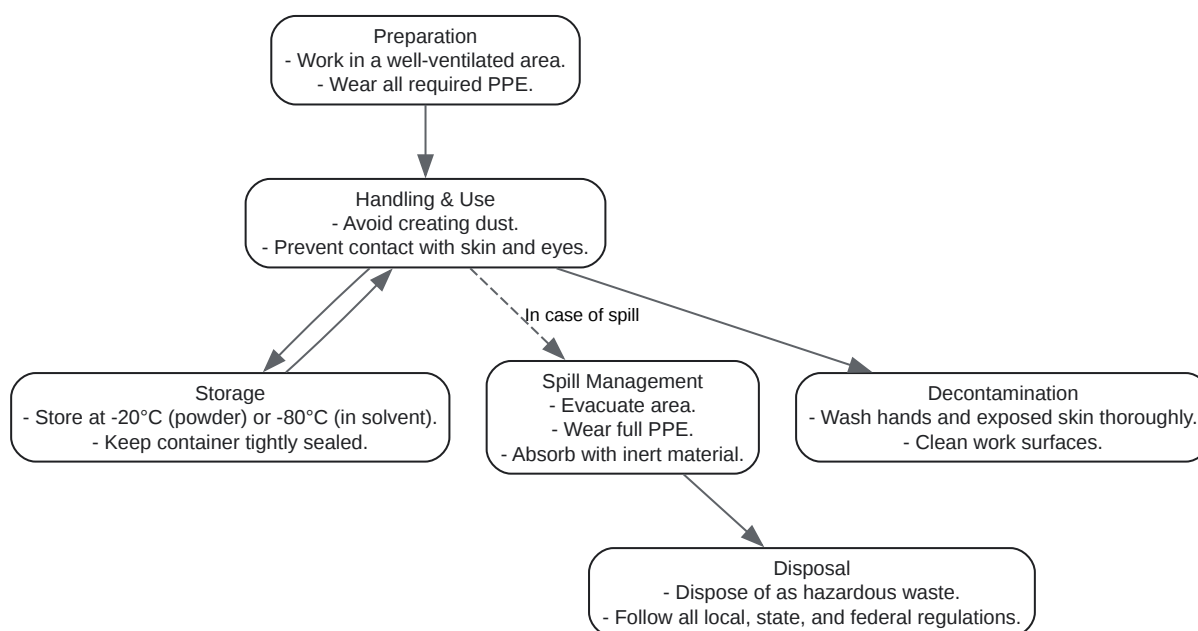 Preparation
- Work in a well-ventilated area.
- Wear all required PPE.
Handling & Use
- Avoid creating dust.
- Prevent contact with skin and eyes.
In case of spill
Storage
- Store at -20°C (powder) or -80°C (in solvent).
- Keep container tightly sealed.
Spill Management
- Evacuate area.
- Wear full PPE.
- Absorb with inert material.
Decontamination
- Wash hands and exposed skin thoroughly.
- Clean work surfaces.
Disposal
- Dispose of as hazardous waste.
- Follow all local, state, and federal regulations.